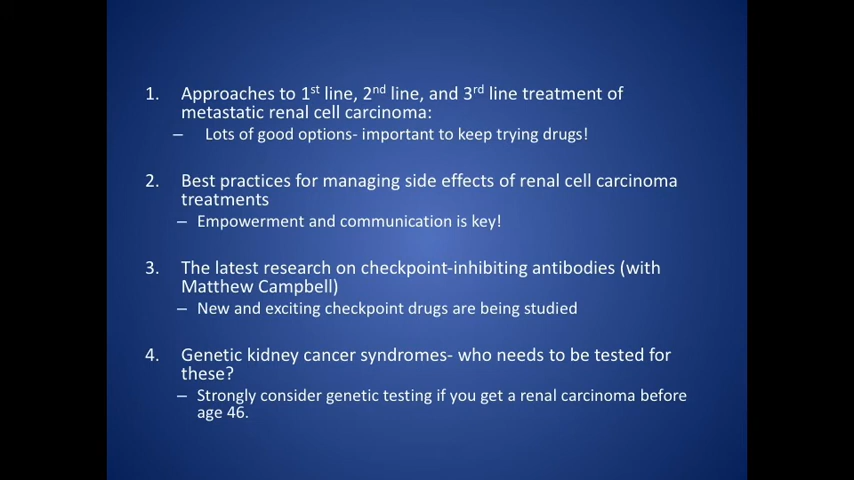 1. Approaches to 1st line, 2nd line, and 3rd line treatment of
metastatic renal cell carcinoma:
– Lots of good options- important to keep trying drugs!
2. Best practices for managing side effects of renal cell carcinoma
treatments
– Empowerment and communication is key!
3. The latest research on checkpoint-inhibiting antibodies (with
Matthew Campbell)
– New and exciting checkpoint drugs are being studied
4. Genetic kidney cancer syndromes- who needs to be tested for
these?
– Strongly consider genetic testing if you get a renal carcinoma before
age 46.